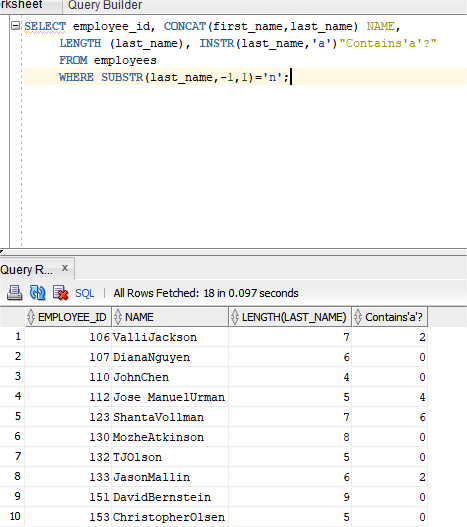 rksheet Query Builder
SELECT employee_id, CONCAT(first_name,last_name) NAME,
LENGTH (last_name), INSTR(last_name,'a')"Contains'a'?"
FROM employees
WHERE SUBSTR(last_name,-1,1)='n';
Query R... x
SQL | All Rows Fetched: 18 in 0.097 seconds
EMPLOYEE_ID NAME LENGTH(LAST_NAME) Contains'a'?
1 106 ValliJackson 7 2
2 107 DianaNguyen 6 0
3 110 JohnChen 4 0
4 112 Jose ManuelUrman 5 4
5 123 ShantaVollman 7 6
6 130 MozheAtkinson 8 0
7 132 TJOlson 5 0
8 133 JasonMallin 6 2
9 151 DavidBernstein 9 0
10 153 ChristopherOlsen 5 0